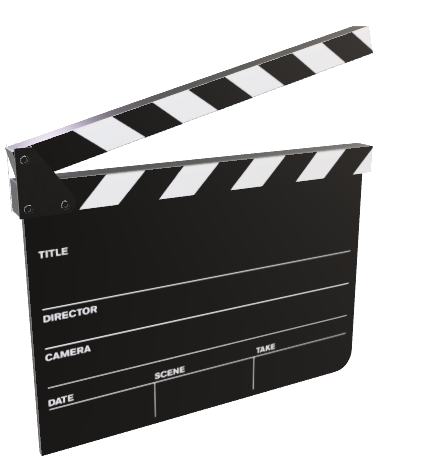 TITLE
DIRECTOR
CAMERA
DATE SCENE TAKE